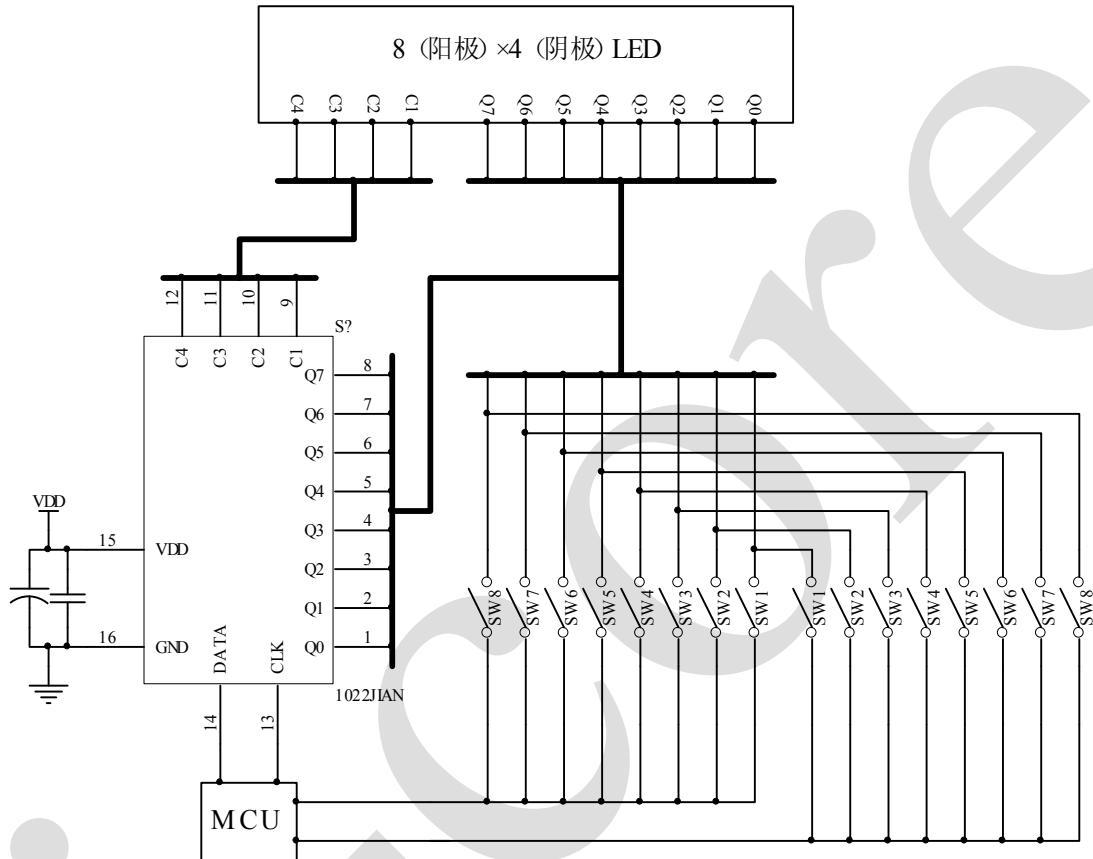 8（阳极）×4（阴极）LED
C4 C3 C2 C1 Q7 Q6 Q5 Q4 Q3 Q2 Q1 Q0
12 11 10 9
S?
C4 C3 C2 C1
Q7 8
Q6 7
Q5 6
Q4 5
VDD
Q3 4
15 VDD
Q2 3
Q1 2
16 GND
Q0 1
DATA CLK
1022JIAN
SW8 SW7 SW6 SW5 SW4 SW3 SW2 SW1 SW1 SW2 SW3 SW4 SW5 SW6 SW7 SW8
14 13
MCU
icore